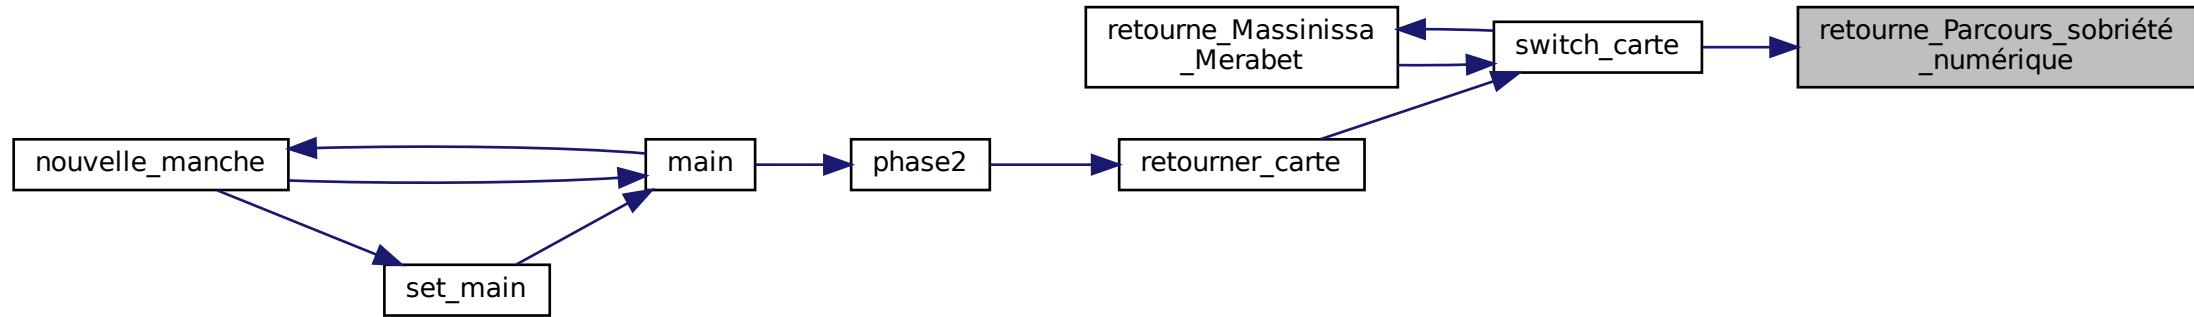 retourne_Massinissa
_Merabet
switch_carte
retourne_Parcours_sobriété
_numérique
nouvelle_manche
main
phase2
retourner_carte
set_main